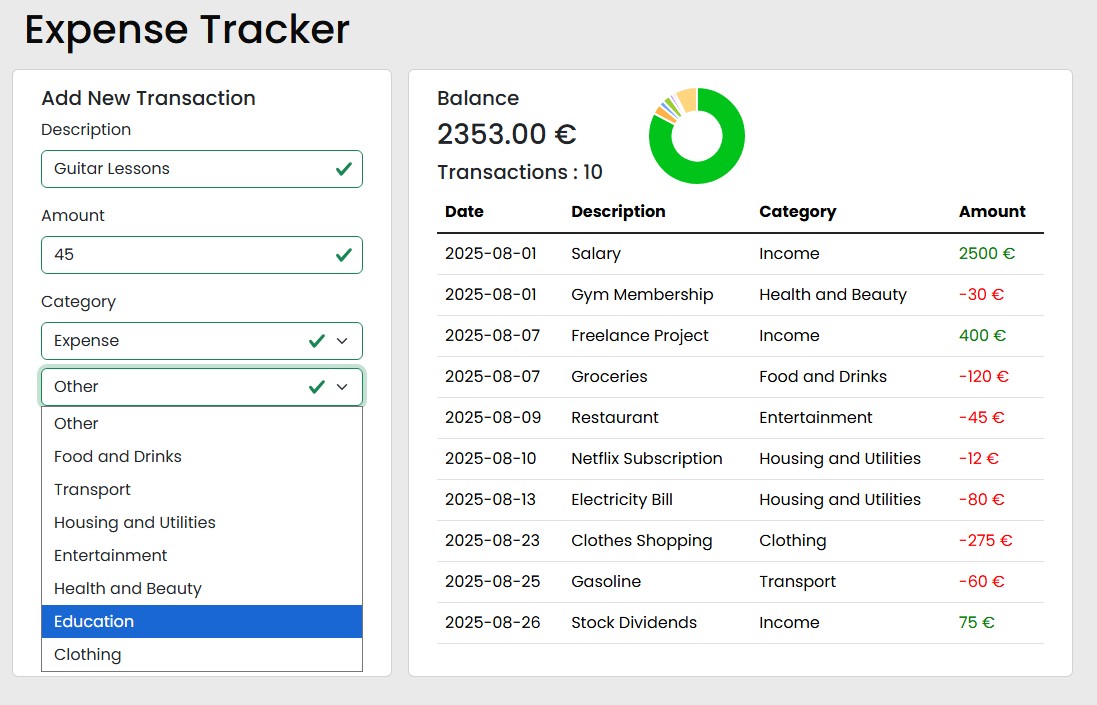 Expense Tracker
Add New Transaction
Description
Guitar Lessons
Amount
45
Category
Expense
Other
Other
Food and Drinks
Transport
Housing and Utilities
Entertainment
Health and Beauty
Education
Clothing
Balance
2353.00 €
Transactions : 10
Date Description Category Amount
2025-08-01 Salary Income 2500 €
2025-08-01 Gym Membership Health and Beauty -30 €
2025-08-07 Freelance Project Income 400 €
2025-08-07 Groceries Food and Drinks -120 €
2025-08-09 Restaurant Entertainment -45 €
2025-08-10 Netflix Subscription Housing and Utilities -12 €
2025-08-13 Electricity Bill Housing and Utilities -80 €
2025-08-23 Clothes Shopping Clothing -275 €
2025-08-25 Gasoline Transport -60 €
2025-08-26 Stock Dividends Income 75 €